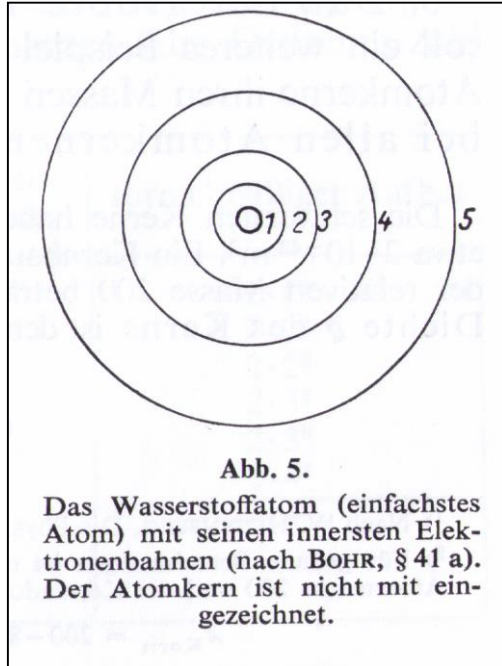 1 2 3 4 5
Abb. 5.
Das Wasserstoffatom (einfachstes
Atom) mit seinen innersten Elek-
tronenbahnen (nach BOHR, § 41 a).
Der Atomkern ist nicht mit ein-
gezeichnet.